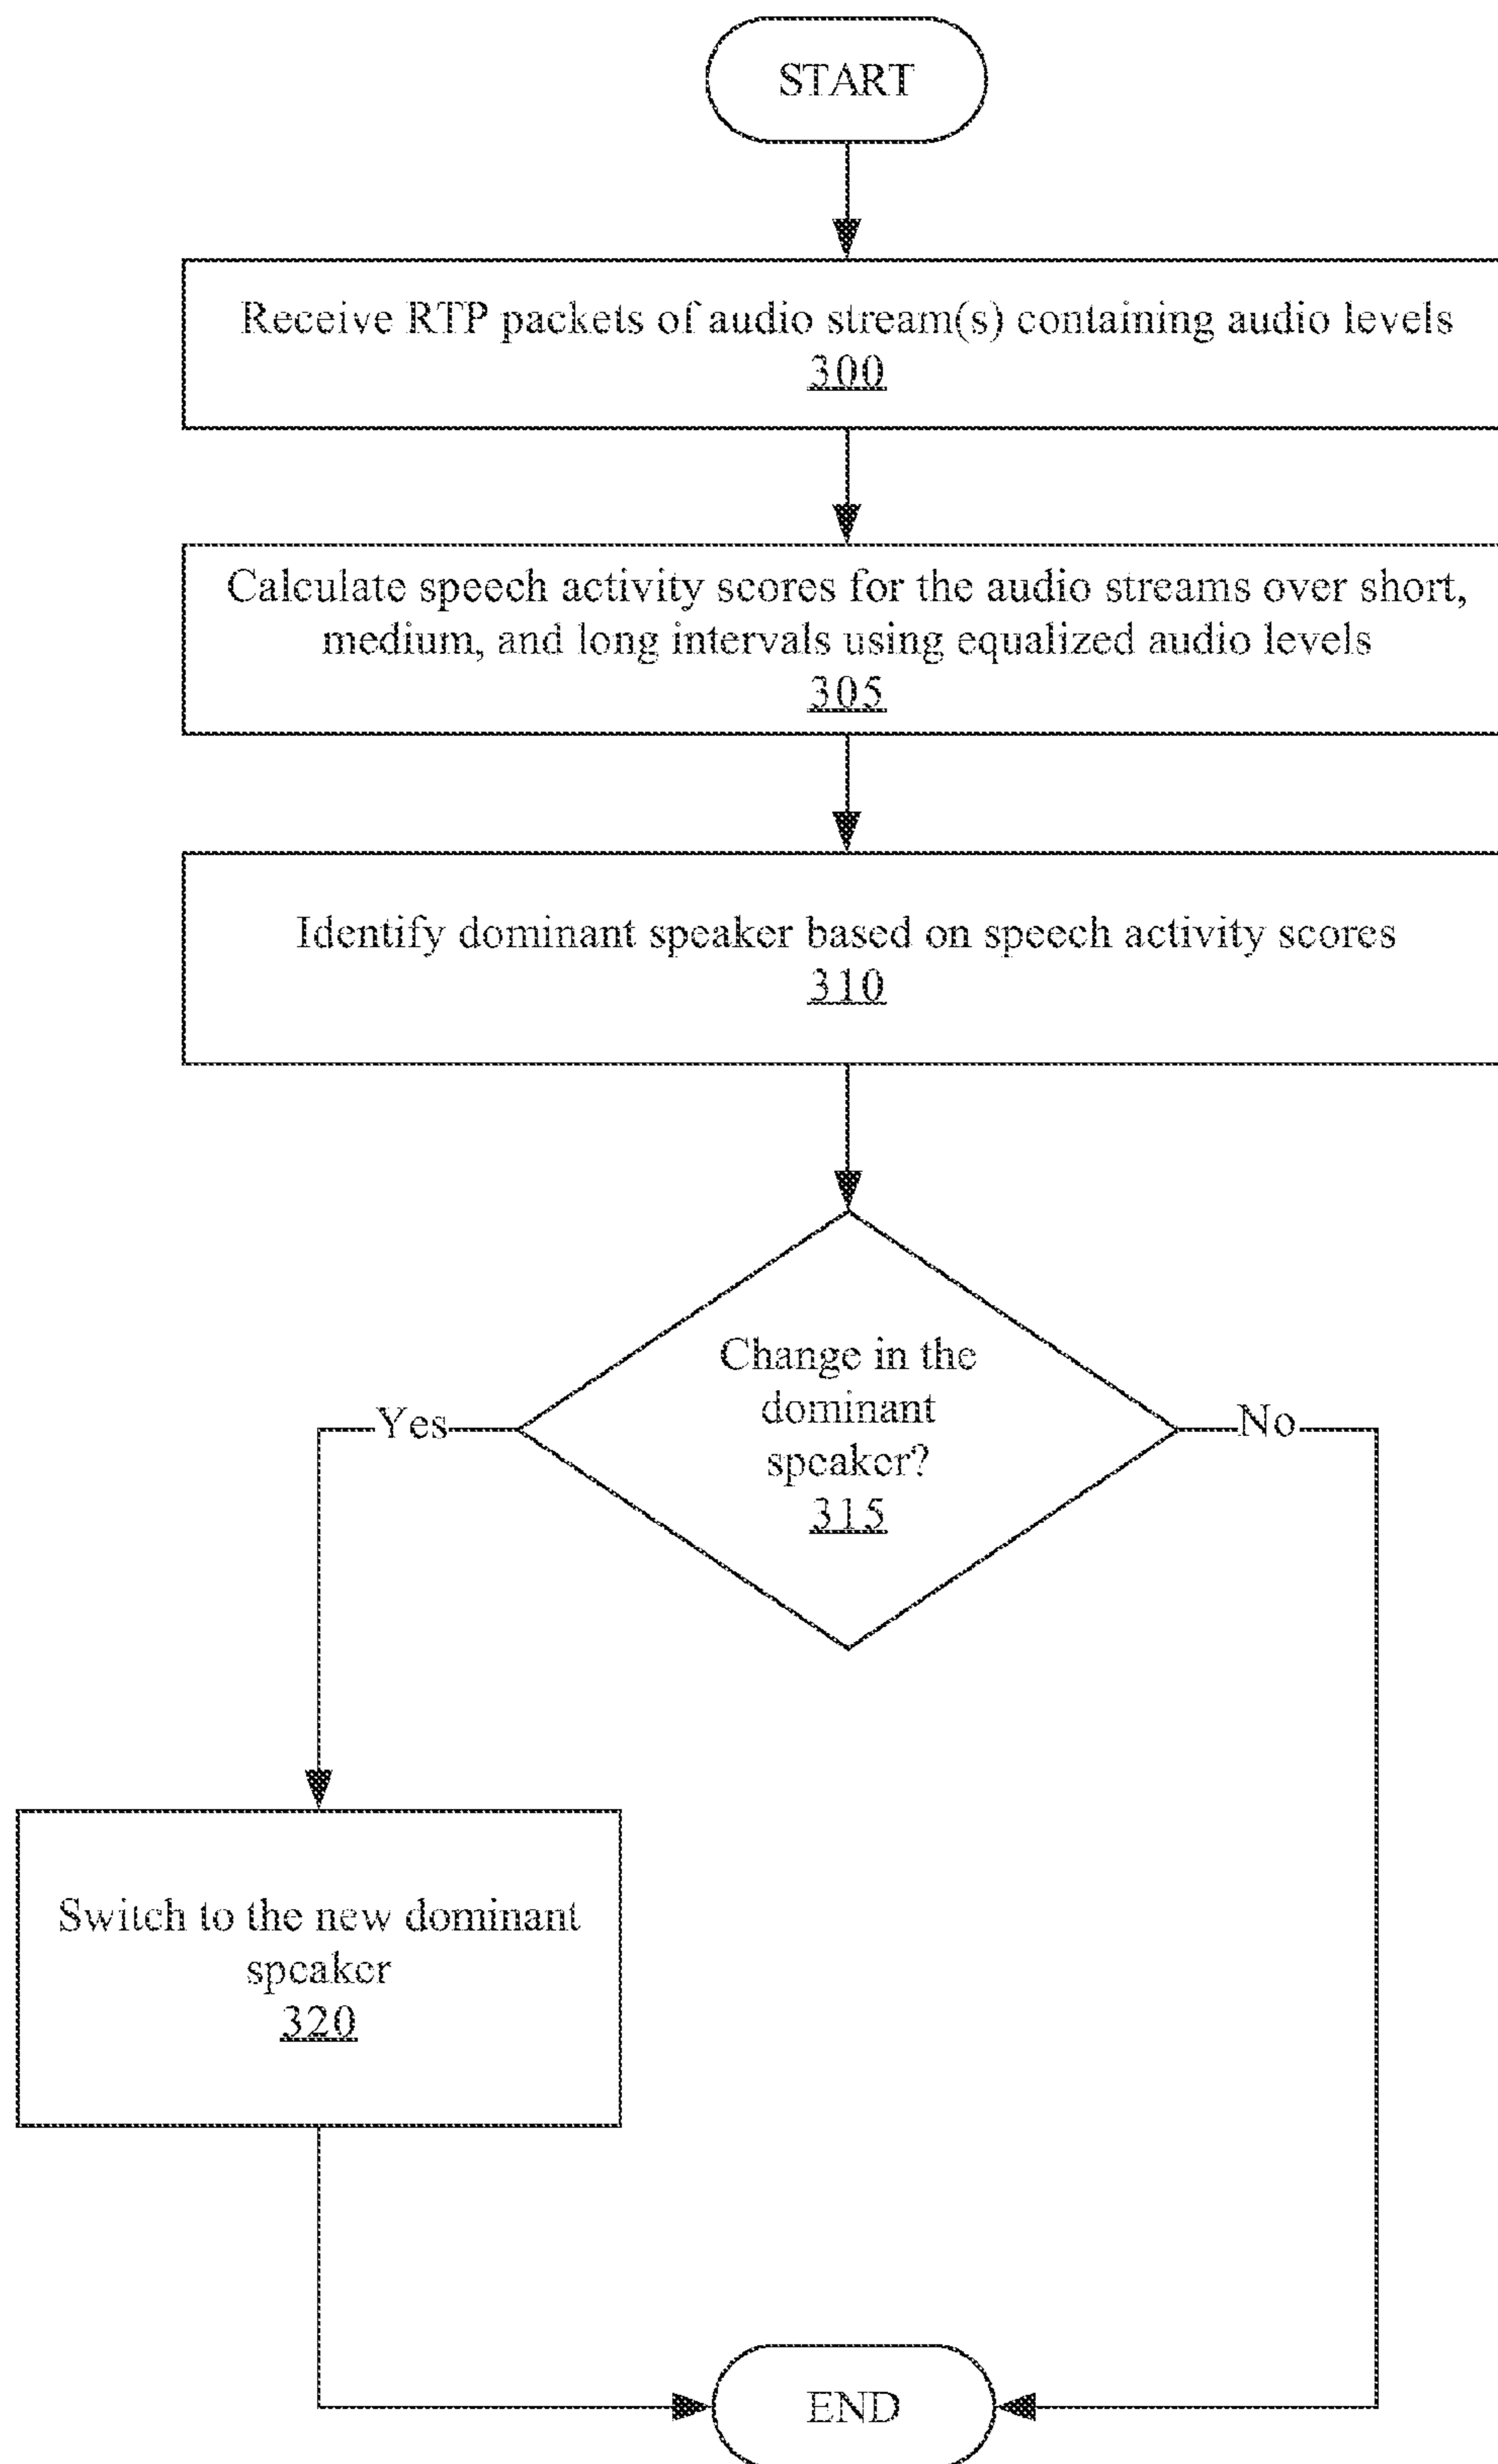 START
Receive RTP packets of audio stream(s) containing audio levels
300
Calculate speech activity scores for the audio streams over short,
medium, and long intervals using equalized audio levels
305
Identify dominant speaker based on speech activity scores
310
Change in the
dominant
speaker?
315
Yes
No
Switch to the new dominant
speaker
320
END